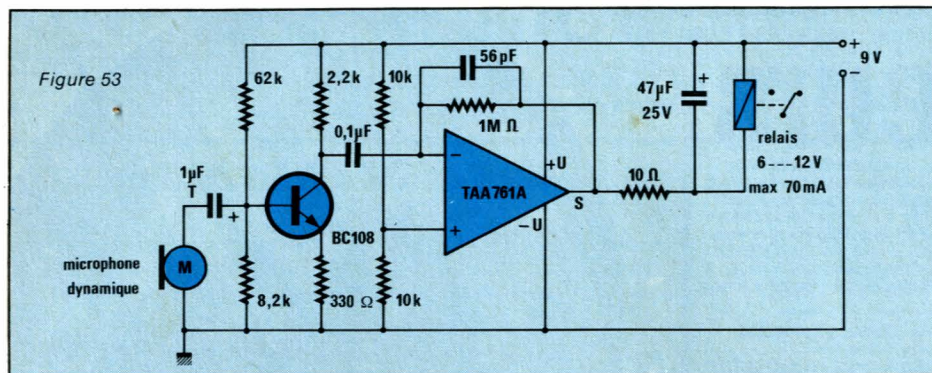 Figure 53
62k
2,2k
10k
56pF
1MΩ
0,1µF
1µF
T
+
microphone
dynamique
M
8,2k
BC108
330 Ω
10k
−
+
TAA761A
+U
−U
S
10 Ω
47µF
25V
+
relais
6---12V
max 70mA
+
9 V
−